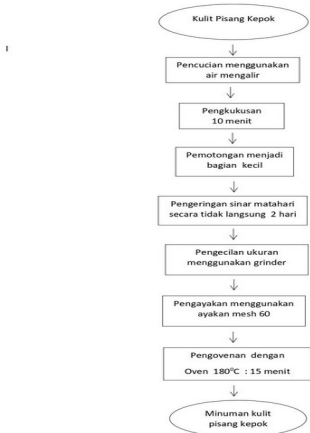 Kulit Pisang Kepok
I
Pencucian menggunakan
air mengalir
Pengkukusan
10 menit
Pemotongan menjadi
bagian kecil
Pengeringan sinar matahari
secara tidak langsung 2 hari
Pengecilan ukuran
menggunakan grinder
Pengayakan menggunakan
ayakan mesh 60
Pengovenan dengan
Oven 180°C : 15 menit
Minuman kulit
pisang kepok